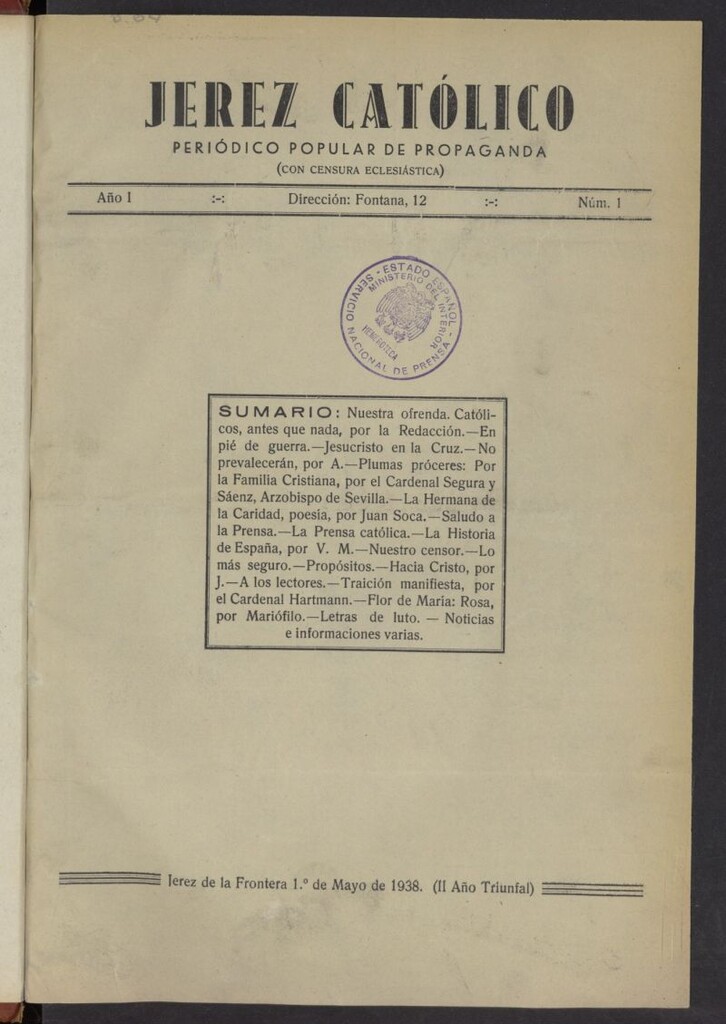 JEREZ CATÓLICO
PERIÓDICO POPULAR DE PROPAGANDA
(CON CENSURA ECLESIÁSTICA)
Año I :-: Dirección: Fontana, 12 :-: Núm. 1
- ESTADO ESPAÑOL -
MINISTERIO DEL INTERIOR
HEMEROTECA
SERVICIO NACIONAL DE PRENSA
SUMARIO: Nuestra ofrenda. Católi-
cos, antes que nada, por la Redacción.—En
pié de guerra.—Jesucristo en la Cruz.—No
prevalecerán, por A.—Plumas próceres: Por
la Familia Cristiana, por el Cardenal Segura y
Sáenz, Arzobispo de Sevilla.—La Hermana de
la Caridad, poesía, por Juan Soca.—Saludo a
la Prensa.—La Prensa católica.—La Historia
de España, por V. M.—Nuestro censor.—Lo
más seguro.—Propósitos.—Hacia Cristo, por
J.—A los lectores.—Traición manifiesta, por
el Cardenal Hartmann.—Flor de Maria: Rosa,
por Mariófilo.—Letras de luto. — Noticias
e informaciones varias.
Jerez de la Frontera 1.º de Mayo de 1938. (II Año Triunfal)